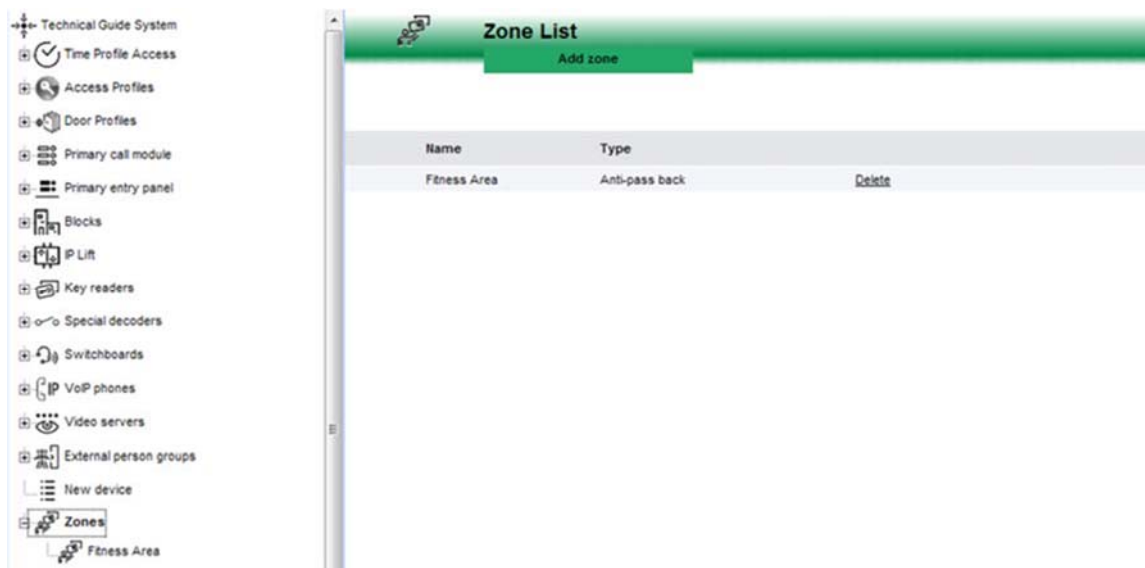 Technical Guide System
Time Profile Access
Access Profiles
Door Profiles
Primary call module
Primary entry panel
Blocks
IP Lift
Key readers
Special decoders
Switchboards
IP VoIP phones
Video servers
External person groups
New device
Zones
Fitness Area
Zone List
Add zone
Name Type
Fitness Area Anti-pass back Delete